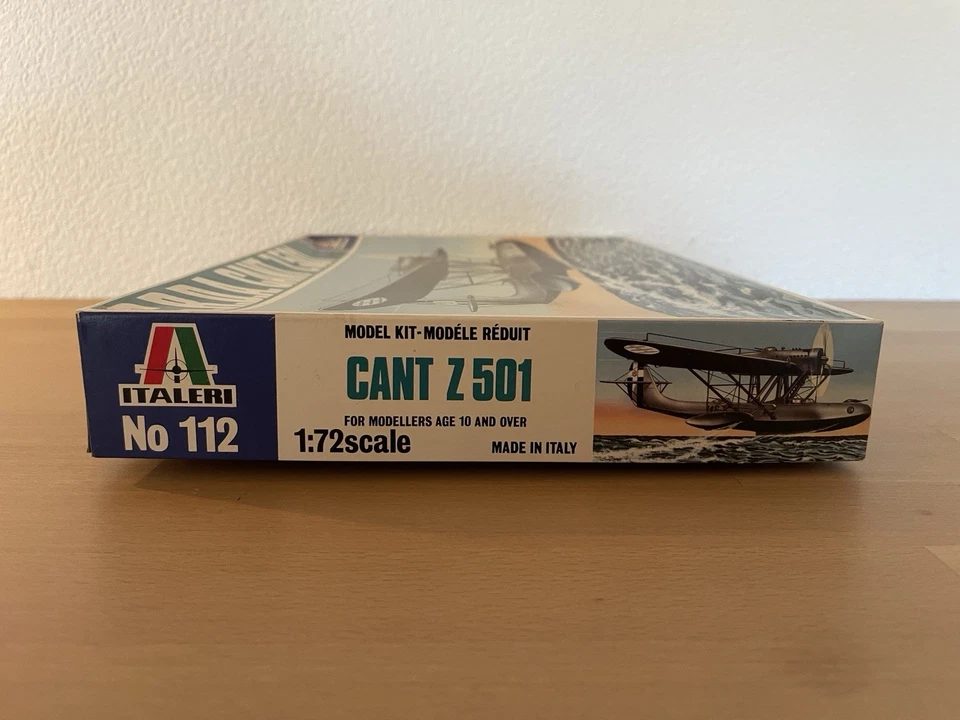 ITALERI
No 112
MODEL KIT-MODÉLE RÉDUIT
CANT Z 501
FOR MODELLERS AGE 10 AND OVER
1:72scale
MADE IN ITALY